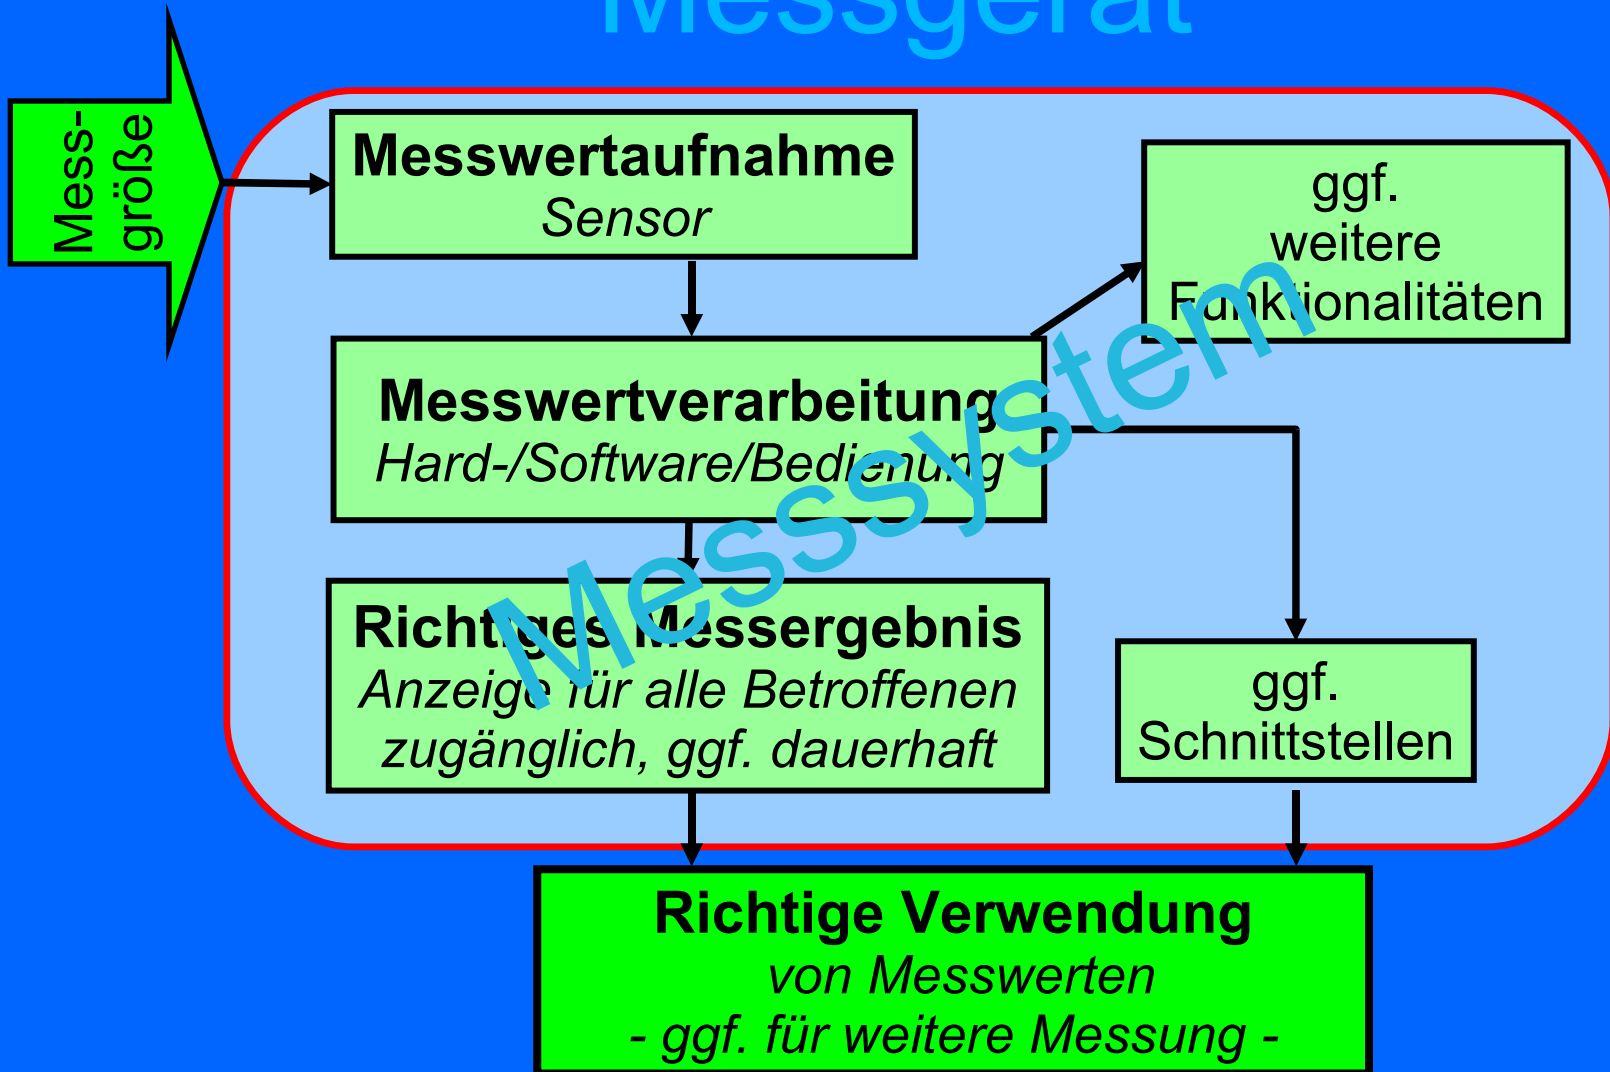 Messgerät
Mess-
größe
Messwertaufnahme
Sensor
ggf.
weitere
Funktionalitäten
Messwertverarbeitung
Hard-/Software/Bedienung
Messsystem
Richtiges Messergebnis
Anzeige für alle Betroffenen
zugänglich, ggf. dauerhaft
ggf.
Schnittstellen
Richtige Verwendung
von Messwerten
- ggf. für weitere Messung -